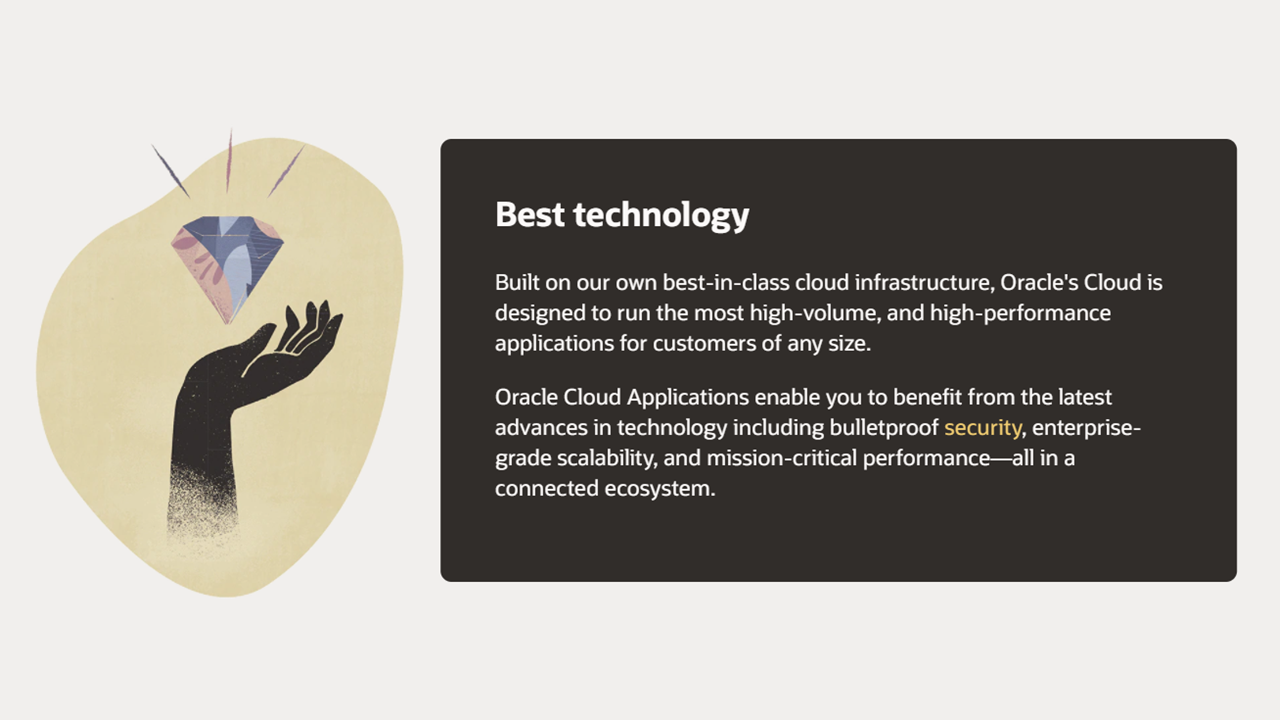 Best technology
Built on our own best-in-class cloud infrastructure, Oracle's Cloud is
designed to run the most high-volume, and high-performance
applications for customers of any size.
Oracle Cloud Applications enable you to benefit from the latest
advances in technology including bulletproof security, enterprise-
grade scalability, and mission-critical performance—all in a
connected ecosystem.